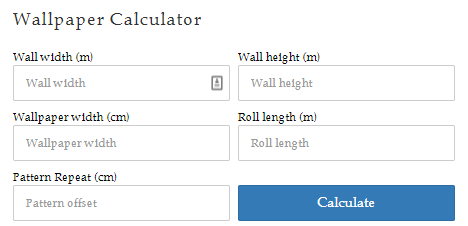 Wallpaper Calculator
Wall width (m)
Wall height (m)
Wall width
Wall height
Wallpaper width (cm)
Roll length (m)
Wallpaper width
Roll length
Pattern Repeat (cm)
Pattern offset
Calculate